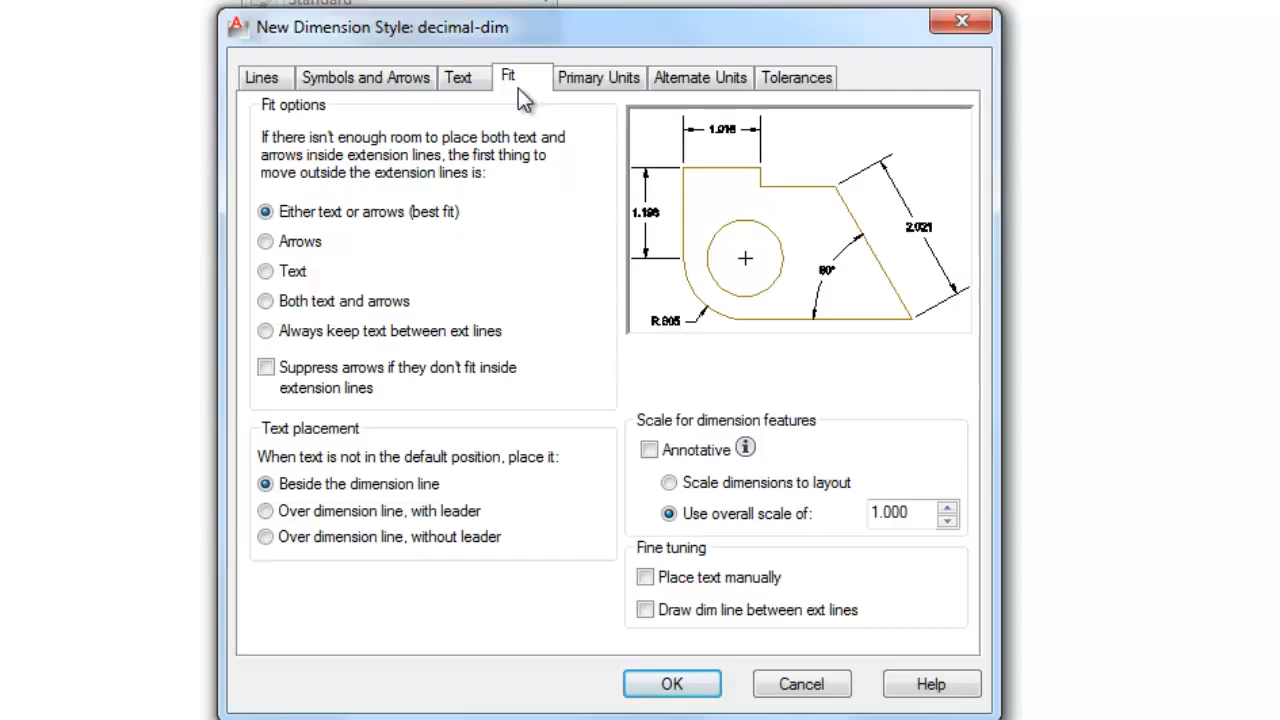 Standard
New Dimension Style: decimal-dim
Lines
Symbols and Arrows
Text
Fit
Primary Units
Alternate Units
Tolerances
Fit options
If there isn't enough room to place both text and
arrows inside extension lines, the first thing to
move outside the extension lines is:
Either text or arrows (best fit)
Arrows
Text
Both text and arrows
Always keep text between ext lines
Suppress arrows if they don't fit inside
extension lines
Text placement
When text is not in the default position, place it:
Beside the dimension line
Over dimension line, with leader
Over dimension line, without leader
2.021
Scale for dimension features
Annotative
Scale dimensions to layout
Use overall scale of:
1.000
Fine tuning
Place text manually
Draw dim line between ext lines
OK
Cancel
Help